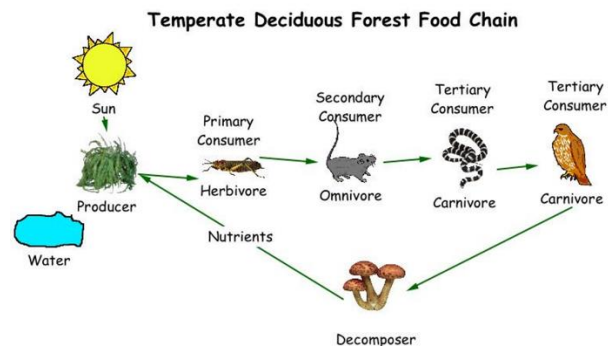 Temperate Deciduous Forest Food Chain
Sun
Producer
Water
Primary
Consumer
Herbivore
Secondary
Consumer
Omnivore
Tertiary
Consumer
Carnivore
Tertiary
Consumer
Carnivore
Nutrients
Decomposer